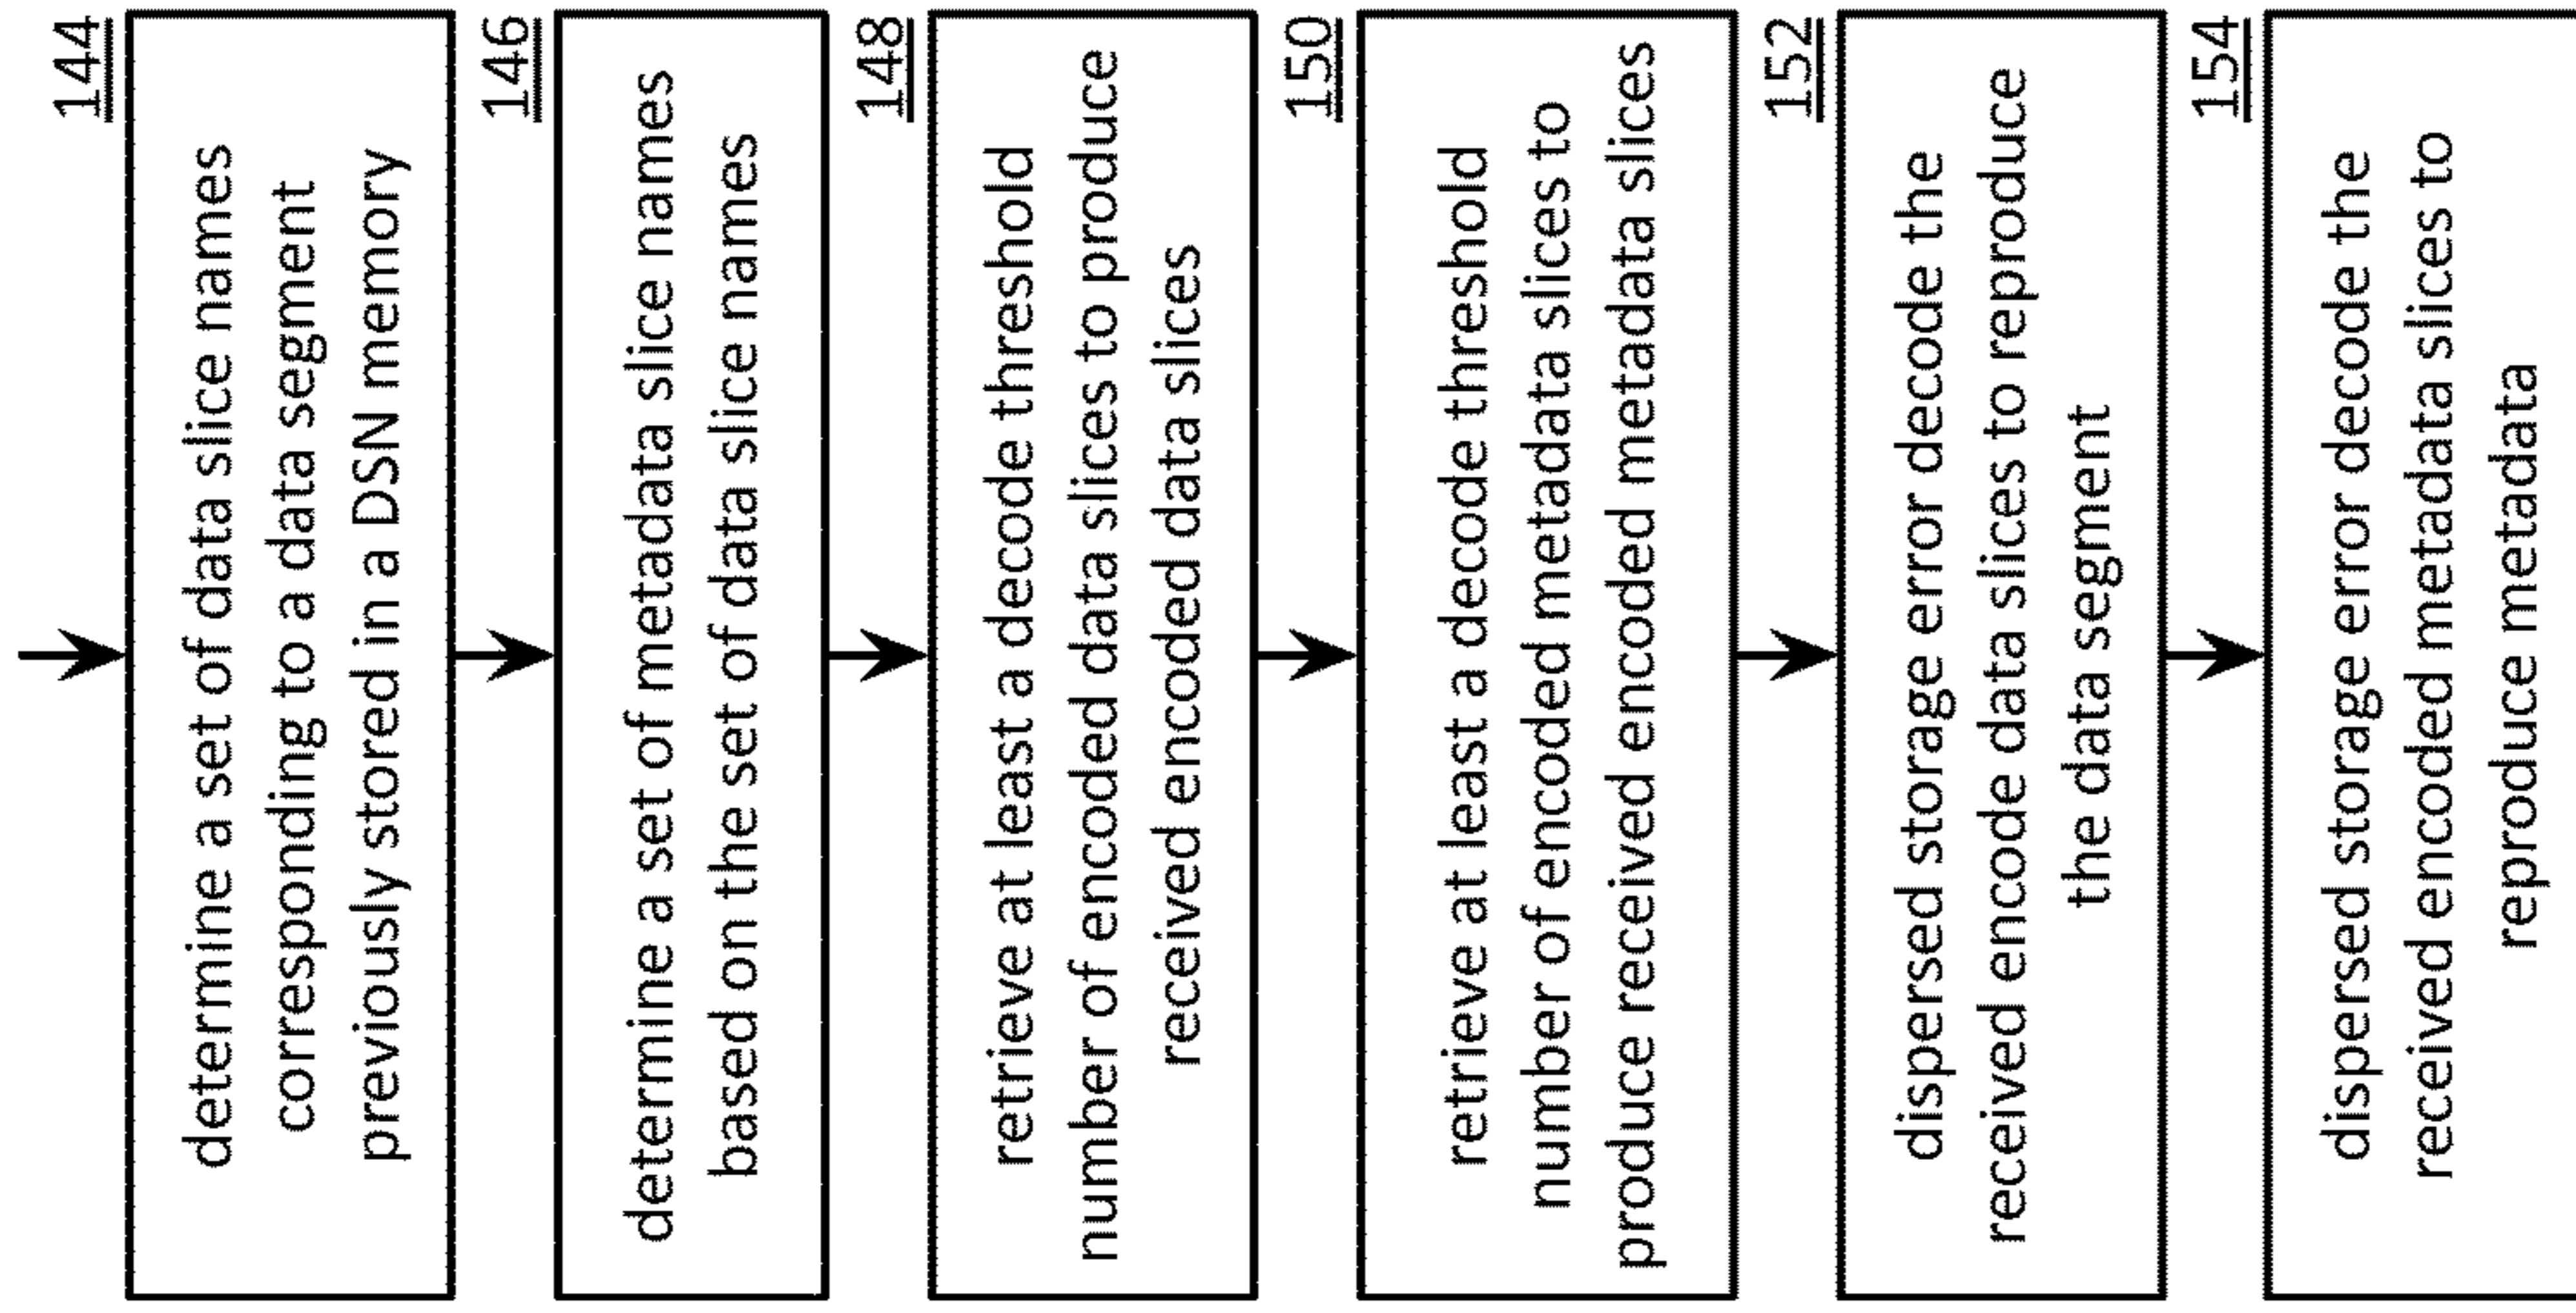 144
determine a set of data slice names
corresponding to a data segment
previously stored in a DSN memory
146
determine a set of metadata slice names
based on the set of data slice names
148
retrieve at least a decode threshold
number of encoded data slices to produce
received encoded data slices
150
retrieve at least a decode threshold
number of encoded metadata slices to
produce received encoded metadata slices
152
dispersed storage error decode the
received encode data slices to reproduce
the data segment
154
dispersed storage error decode the
received encoded metadata slices to
reproduce metadata